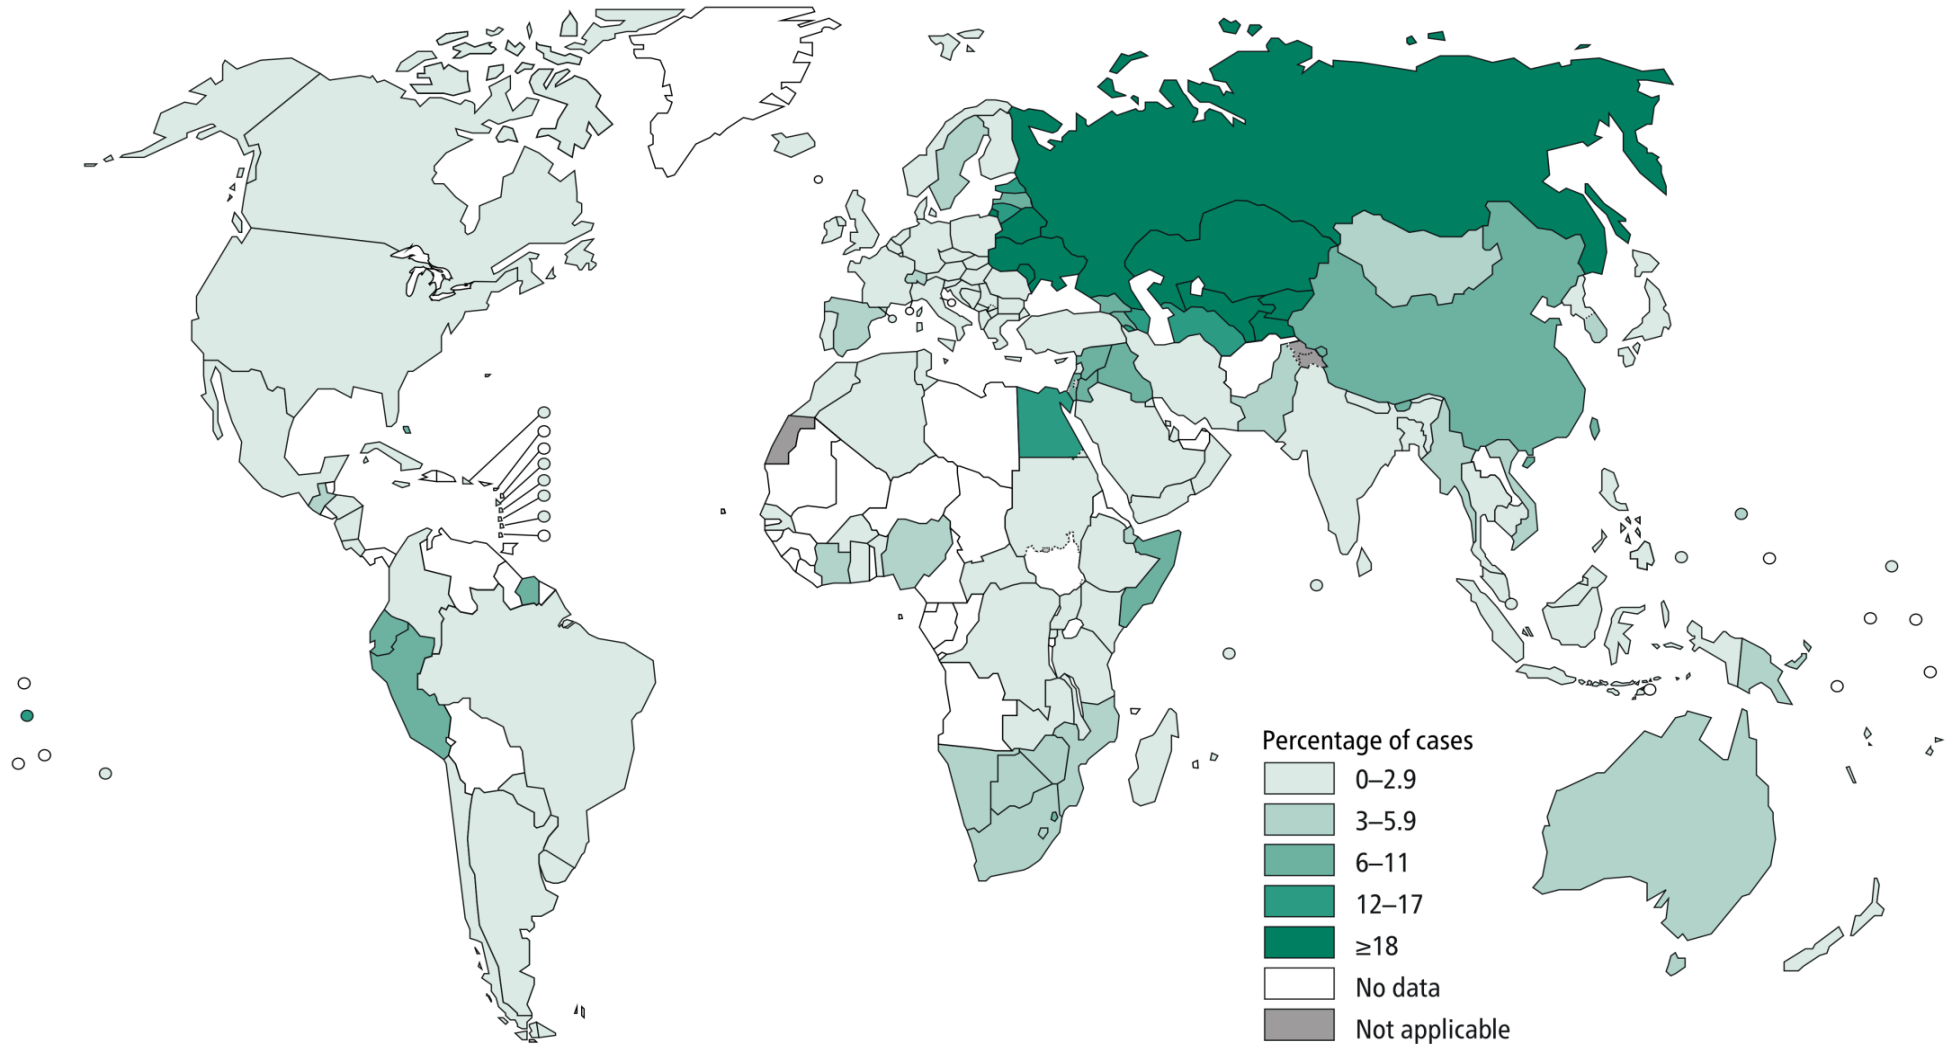 Percentage of cases
0–2.9
3–5.9
6–11
12–17
≥18
No data
Not applicable